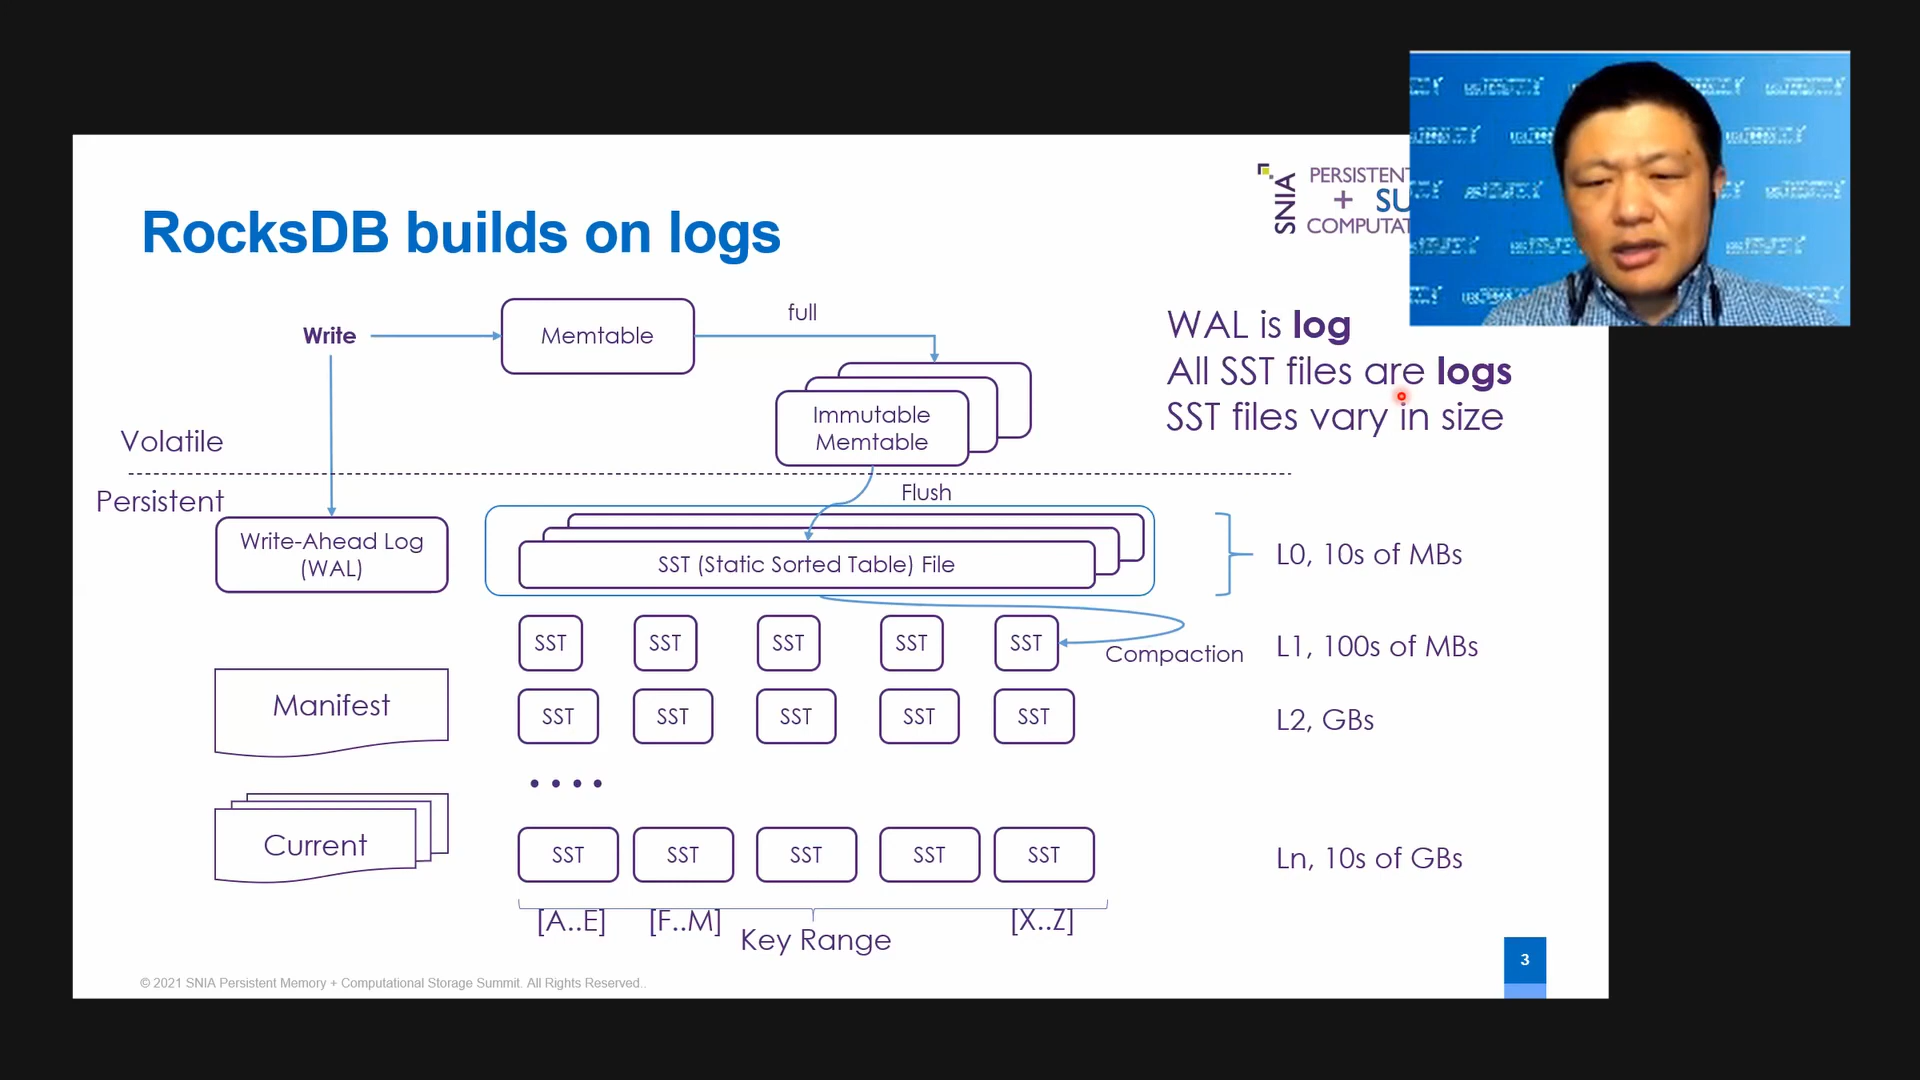 RocksDB builds on logs
SNIA
PERSISTENT
+ SU
COMPUTAT
Write
Memtable
full
Immutable
Memtable
WAL is log
All SST files are logs
SST files vary in size
Volatile
Persistent
Flush
Write-Ahead Log
(WAL)
SST (Static Sorted Table) File
L0, 10s of MBs
SST SST SST SST SST
Compaction
L1, 100s of MBs
Manifest
SST SST SST SST SST
L2, GBs
Current
SST SST SST SST SST
Ln, 10s of GBs
[A..E] [F..M] [X..Z]
Key Range
3
© 2021 SNIA Persistent Memory + Computational Storage Summit. All Rights Reserved..